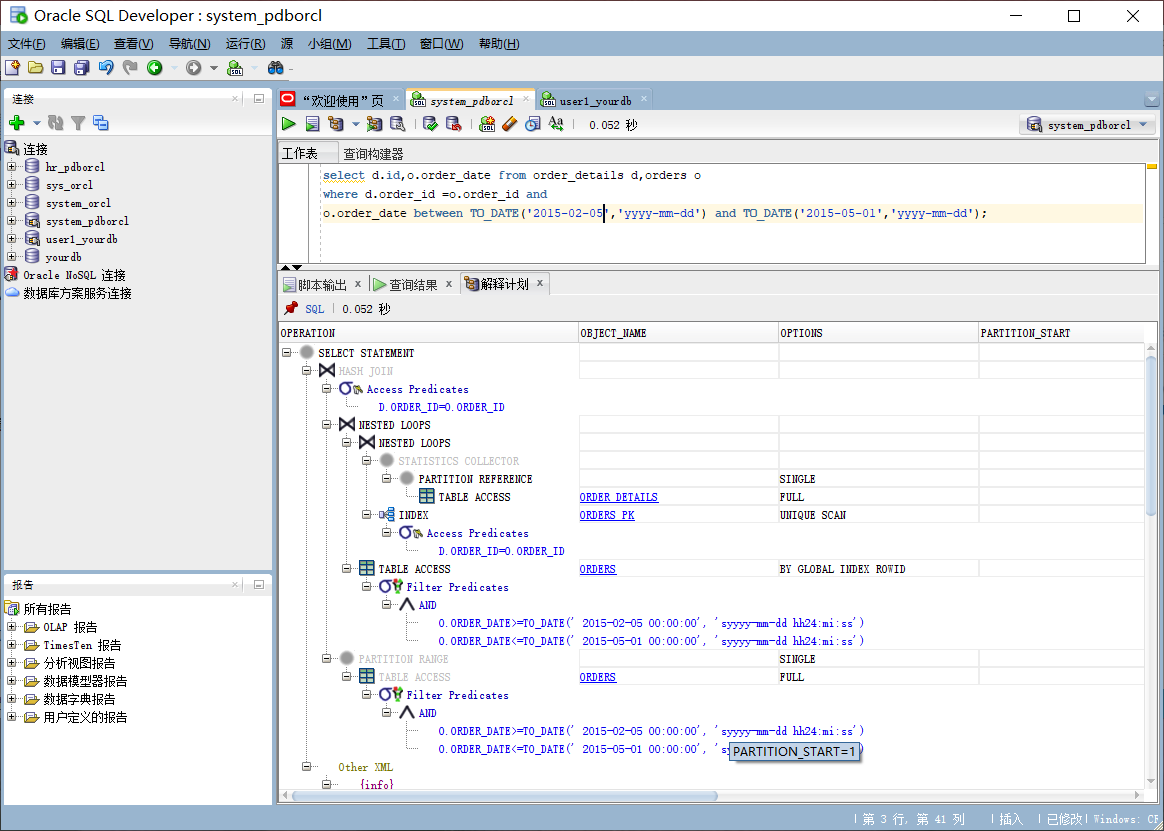 Oracle SQL Developer : system_pdborcl
文件(F) 编辑(E) 查看(V) 导航(N) 运行(R) 源 小组(M) 工具(T) 窗口(W) 帮助(H)
连接
连接
hr_pdborcl
sys_orcl
system_orcl
system_pdborcl
user1_yourdb
yourdb
Oracle NoSQL 连接
数据库方案服务连接
报告
所有报告
OLAP 报告
TimesTen 报告
分析视图报告
数据模型器报告
数据字典报告
用户定义的报告
“欢迎使用”页 system_pdborcl user1_yourdb
0.052 秒 system_pdborcl
工作表 查询构建器
select d.id,o.order_date from order_details d,orders o
where d.order_id =o.order_id and
o.order_date between TO_DATE('2015-02-05','yyyy-mm-dd') and TO_DATE('2015-05-01','yyyy-mm-dd');
脚本输出 x 查询结果 x 解释计划 x
SQL 0.052 秒
OPERATION OBJECT_NAME OPTIONS PARTITION_START
SELECT STATEMENT
HASH JOIN
Access Predicates
D.ORDER_ID=O.ORDER_ID
NESTED LOOPS
NESTED LOOPS
STATISTICS COLLECTOR
PARTITION REFERENCE SINGLE
TABLE ACCESS ORDER_DETAILS FULL
INDEX ORDERS_PK UNIQUE SCAN
Access Predicates
D.ORDER_ID=O.ORDER_ID
TABLE ACCESS ORDERS BY GLOBAL INDEX ROWID
Filter Predicates
AND
O.ORDER_DATE>=TO_DATE(' 2015-02-05 00:00:00', 'syyyy-mm-dd hh24:mi:ss')
O.ORDER_DATE<=TO_DATE(' 2015-05-01 00:00:00', 'syyyy-mm-dd hh24:mi:ss')
PARTITION RANGE SINGLE
TABLE ACCESS ORDERS FULL
Filter Predicates
AND
O.ORDER_DATE>=TO_DATE(' 2015-02-05 00:00:00', 'syyyy-mm-dd hh24:mi:ss')
O.ORDER_DATE<=TO_DATE(' 2015-05-01 00:00:00', 'sy
PARTITION_START=1
Other XML
{info}
第 3 行, 第 41 列 插入 已修改 Windows: CR